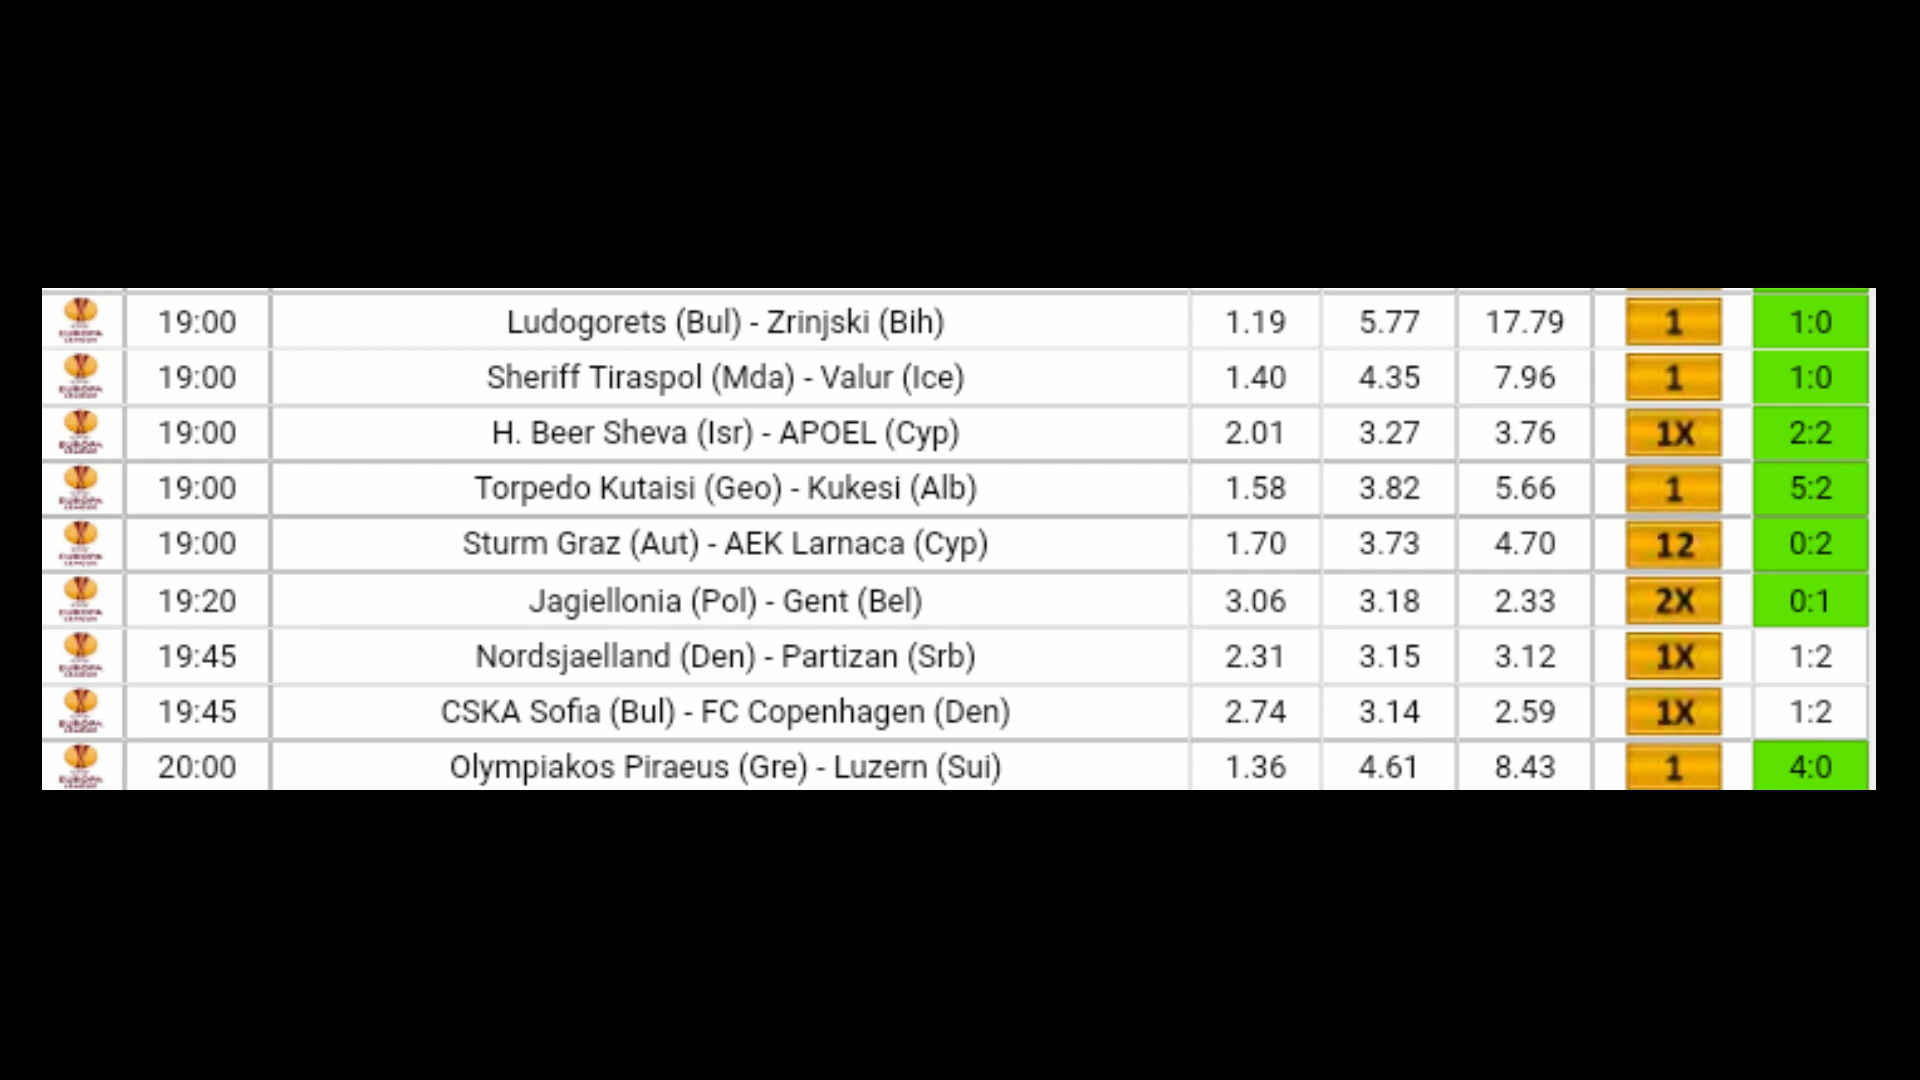 19:00 Ludogorets (Bul) - Zrinjski (Bih) 1.19 5.77 17.79 1 1:0
19:00 Sheriff Tiraspol (Mda) - Valur (Ice) 1.40 4.35 7.96 1 1:0
19:00 H. Beer Sheva (Isr) - APOEL (Cyp) 2.01 3.27 3.76 1X 2:2
19:00 Torpedo Kutaisi (Geo) - Kukesi (Alb) 1.58 3.82 5.66 1 5:2
19:00 Sturm Graz (Aut) - AEK Larnaca (Cyp) 1.70 3.73 4.70 12 0:2
19:20 Jagiellonia (Pol) - Gent (Bel) 3.06 3.18 2.33 2X 0:1
19:45 Nordsjaelland (Den) - Partizan (Srb) 2.31 3.15 3.12 1X 1:2
19:45 CSKA Sofia (Bul) - FC Copenhagen (Den) 2.74 3.14 2.59 1X 1:2
20:00 Olympiakos Piraeus (Gre) - Luzern (Sui) 1.36 4.61 8.43 1 4:0